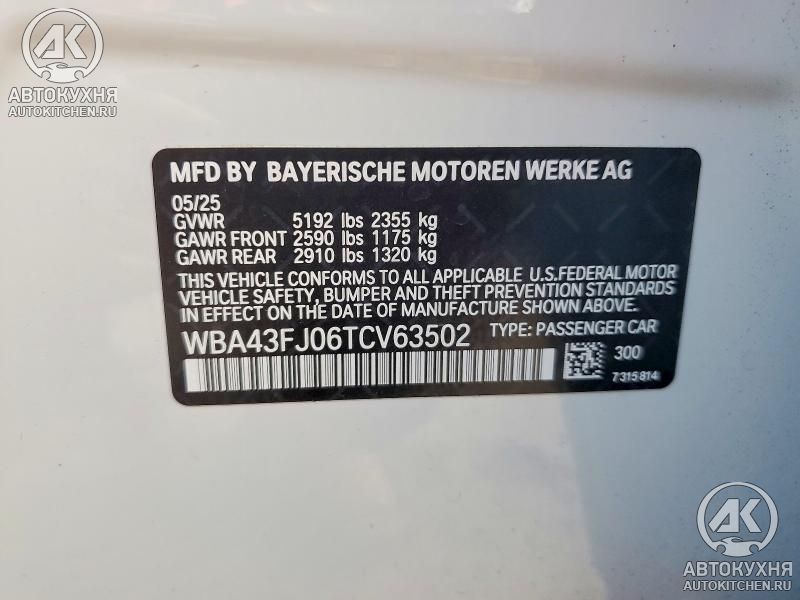 АК
АВТОКУХНЯ
AUTOKITCHEN.RU
MFD BY BAYERISCHE MOTOREN WERKE AG
05/25
GVWR 5192 lbs 2355 kg
GAWR FRONT 2590 lbs 1175 kg
GAWR REAR 2910 lbs 1320 kg
THIS VEHICLE CONFORMS TO ALL APPLICABLE U.S.FEDERAL MOTOR
VEHICLE SAFETY, BUMPER AND THEFT PREVENTION STANDARDS
IN EFFECT ON THE DATE OF MANUFACTURE SHOWN ABOVE.
WBA43FJ06TCV63502 TYPE: PASSENGER CAR
300
7315814
АК
АВТОКУХНЯ
AUTOKITCHEN.RU